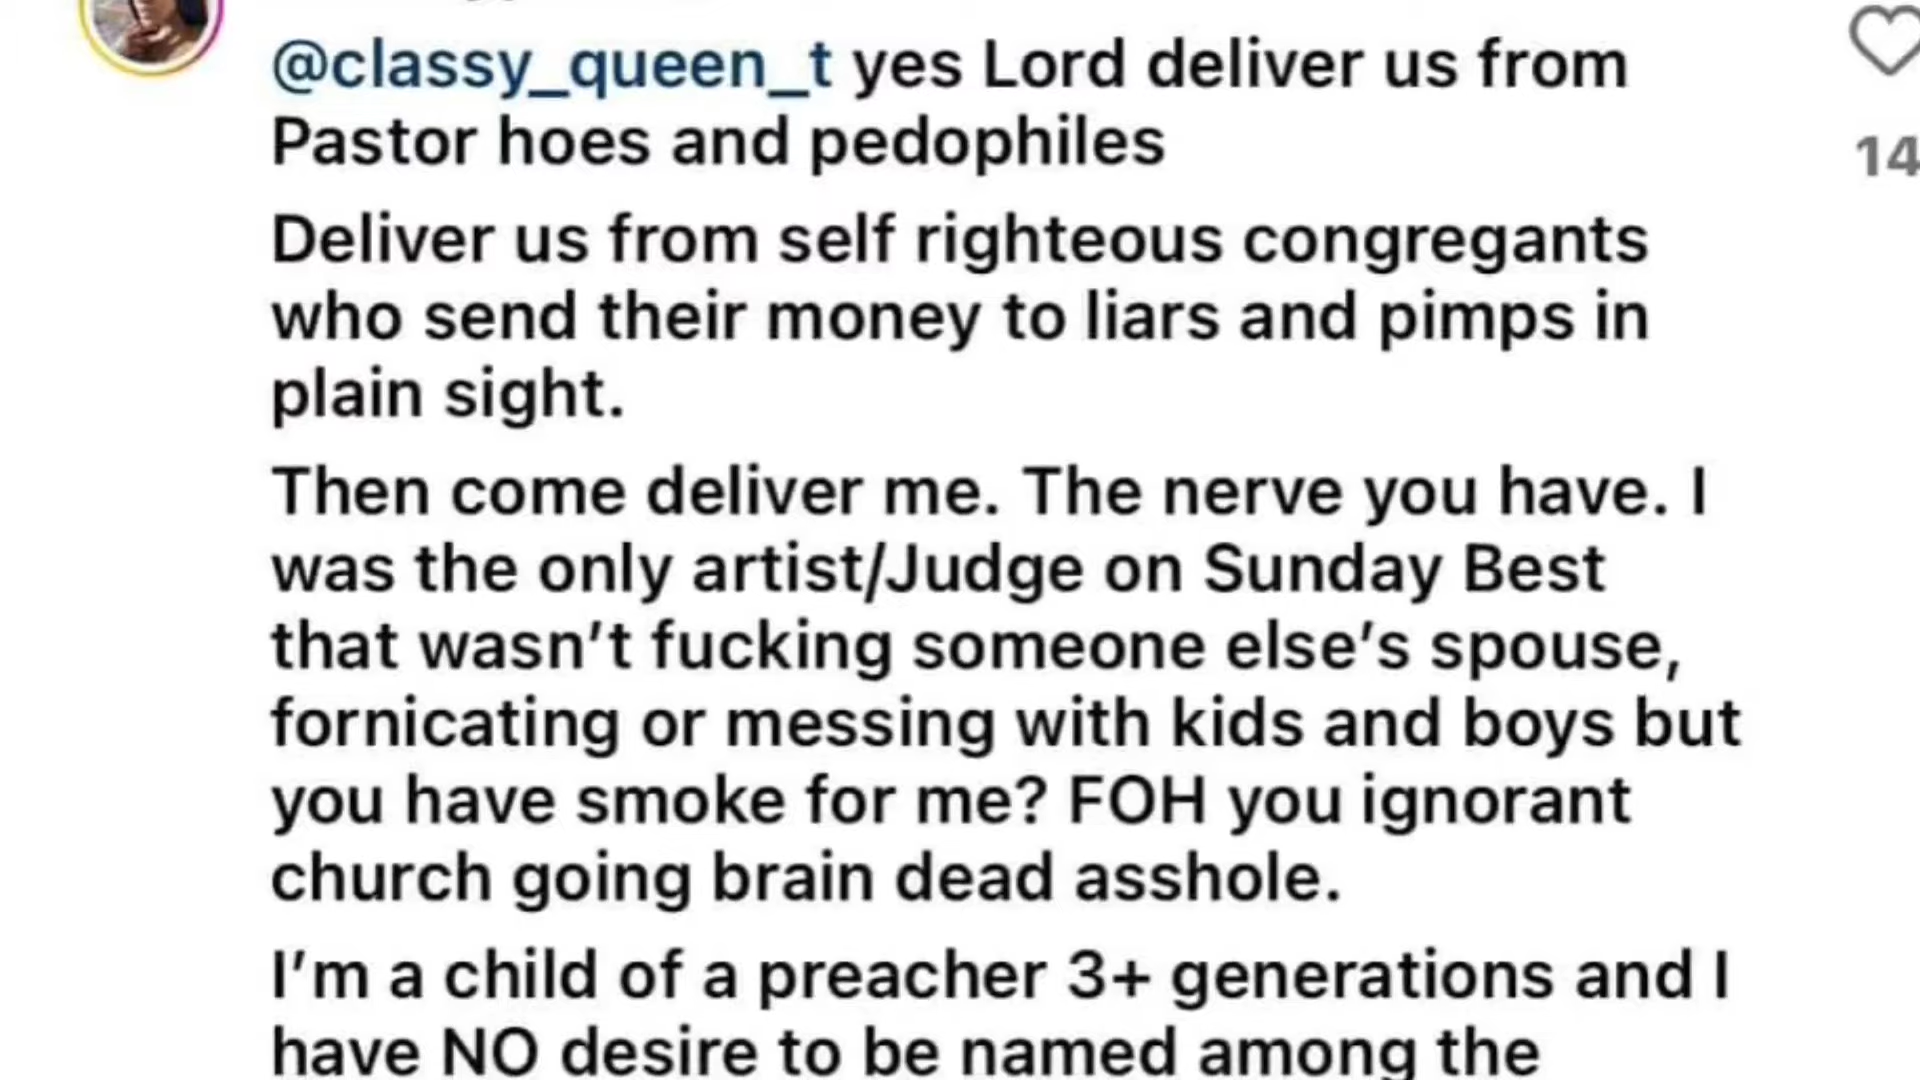 @classy_queen_t yes Lord deliver us from
Pastor hoes and pedophiles
Deliver us from self righteous congregants
who send their money to liars and pimps in
plain sight.
Then come deliver me. The nerve you have. I
was the only artist/Judge on Sunday Best
that wasn’t fucking someone else’s spouse,
fornicating or messing with kids and boys but
you have smoke for me? FOH you ignorant
church going brain dead asshole.
I’m a child of a preacher 3+ generations and I
have NO desire to be named among the
14